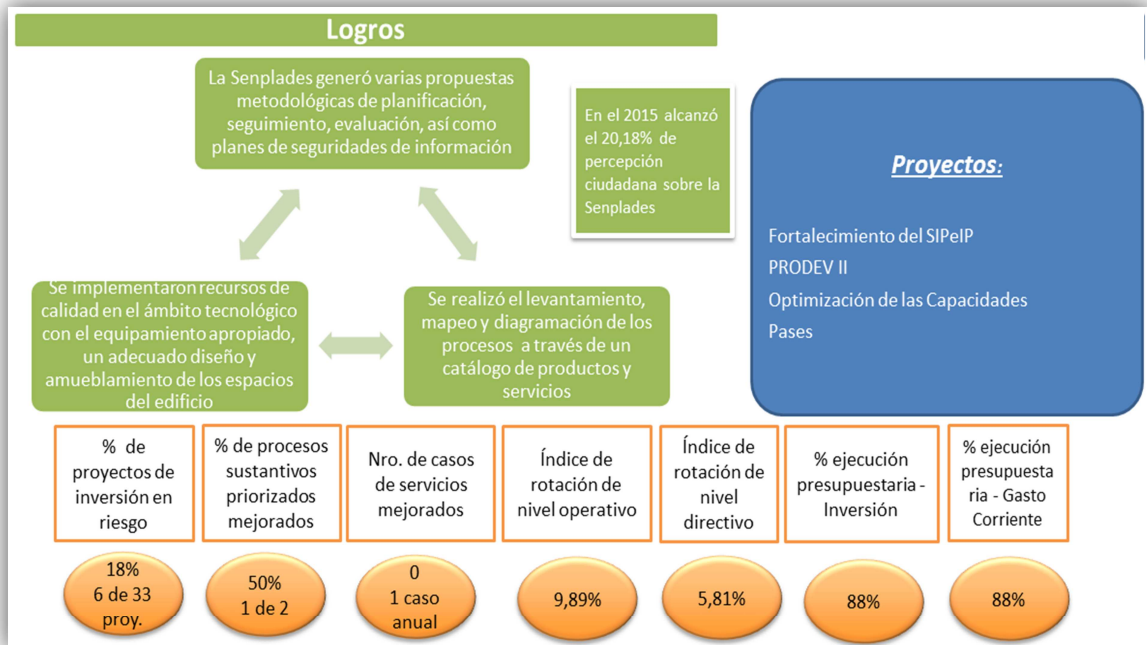 Logros
La Senplades generó varias propuestas
metodológicas de planificación,
seguimiento, evaluación, así como
planes de seguridades de información
En el 2015 alcanzó
el 20,18% de
percepción
ciudadana sobre la
Senplades
Proyectos:
Fortalecimiento del SIPeIP
PRODEV II
Optimización de las Capacidades
Pases
Se implementaron recursos de
calidad en el ámbito tecnológico
con el equipamiento apropiado,
un adecuado diseño y
amueblamiento de los espacios
del edificio
Se realizó el levantamiento,
mapeo y diagramación de los
procesos a través de un
catálogo de productos y
servicios
% de
proyectos de
inversión en
riesgo
% de procesos
sustantivos
priorizados
mejorados
Nro. de casos
de servicios
mejorados
Índice de
rotación de
nivel operativo
Índice de
rotación de
nivel
directivo
% ejecución
presupuestaria -
Inversión
% ejecución
presupuesta
ria - Gasto
Corriente
18%
6 de 33
proy.
50%
1 de 2
0
1 caso
anual
9,89%
5,81%
88%
88%